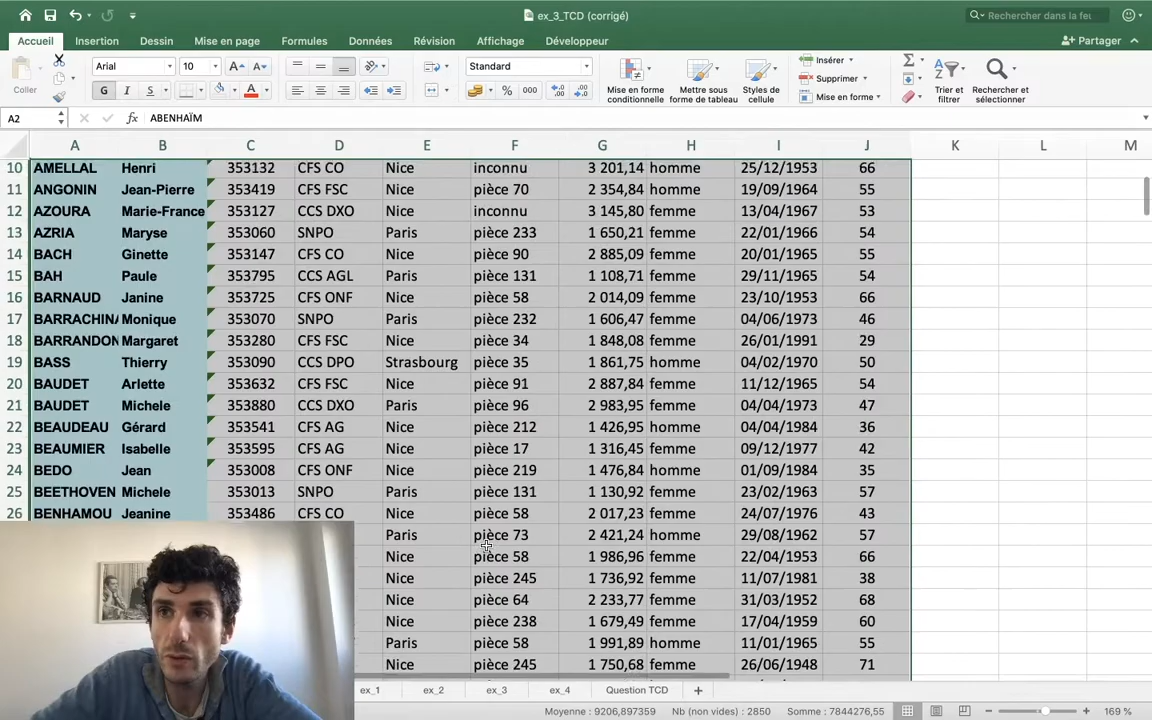 ex_3_TCD (corrigé)
Rechercher dans la feu
Accueil Insertion Dessin Mise en page Formules Données Révision Affichage Développeur
Partager
Coller
Arial 10
Standard
Mise en forme conditionnelle
Mettre sous forme de tableau
Styles de cellule
Insérer
Supprimer
Mise en forme
Trier et filtrer
Rechercher et sélectionner
G I S
A2 fx ABENHAÏM
A B C D E F G H I J K L M
10 AMELLAL Henri 353132 CFS CO Nice inconnu 3 201,14 homme 25/12/1953 66
11 ANGONIN Jean-Pierre 353419 CFS FSC Nice pièce 70 2 354,84 homme 19/09/1964 55
12 AZOURA Marie-France 353127 CCS DXO Nice inconnu 3 145,80 femme 13/04/1967 53
13 AZRIA Maryse 353060 SNPO Paris pièce 233 1 650,21 femme 22/01/1966 54
14 BACH Ginette 353147 CFS CO Nice pièce 90 2 885,09 femme 20/01/1965 55
15 BAH Paule 353795 CCS AGL Paris pièce 131 1 108,71 femme 29/11/1965 54
16 BARNAUD Janine 353725 CFS ONF Nice pièce 58 2 014,09 femme 23/10/1953 66
17 BARRACHINA Monique 353070 SNPO Paris pièce 232 1 606,47 femme 04/06/1973 46
18 BARRANDON Margaret 353280 CFS FSC Nice pièce 34 1 848,08 femme 26/01/1991 29
19 BASS Thierry 353090 CCS DPO Strasbourg pièce 35 1 861,75 homme 04/02/1970 50
20 BAUDET Arlette 353632 CFS FSC Nice pièce 91 2 887,84 femme 11/12/1965 54
21 BAUDET Michele 353880 CCS DXO Paris pièce 96 2 983,95 femme 04/04/1973 47
22 BEAUDEAU Gérard 353541 CFS AG Nice pièce 212 1 426,95 homme 04/04/1984 36
23 BEAUMIER Isabelle 353595 CFS AG Nice pièce 17 1 316,45 femme 09/12/1977 42
24 BEDO Jean 353008 CFS ONF Nice pièce 219 1 476,84 homme 01/09/1984 35
25 BEETHOVEN Michele 353013 SNPO Paris pièce 131 1 130,92 femme 23/02/1963 57
26 BENHAMOU Jeanine 353486 CFS CO Nice pièce 58 2 017,23 femme 24/07/1976 43
Paris pièce 73 2 421,24 homme 29/08/1962 57
Nice pièce 58 1 986,96 femme 22/04/1953 66
Nice pièce 245 1 736,92 femme 11/07/1981 38
Nice pièce 64 2 233,77 femme 31/03/1952 68
Nice pièce 238 1 679,49 femme 17/04/1959 60
Paris pièce 58 1 991,89 homme 11/01/1965 55
Nice pièce 245 1 750,68 femme 26/06/1948 71
ex_1 ex_2 ex_3 ex_4 Question TCD +
Moyenne : 9206,897359 Nb (non vides) : 2850 Somme : 7844276,55 169 %